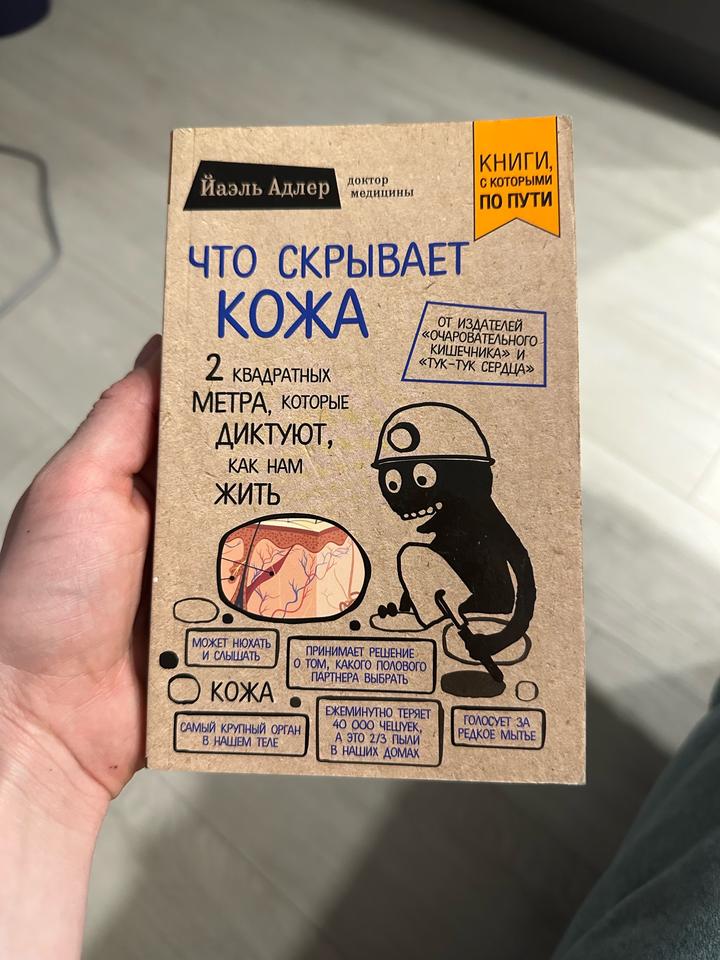 Йаэль Адлер
доктор
медицины
КНИГИ,
С КОТОРЫМИ
ПО ПУТИ
ЧТО СКРЫВАЕТ
КОЖА
ОТ ИЗДАТЕЛЕЙ
«ОЧАРОВАТЕЛЬНОГО
КИШЕЧНИКА» И
«ТУК-ТУК СЕРДЦА»
2 КВАДРАТНЫХ
МЕТРА, КОТОРЫЕ
ДИКТУЮТ,
КАК НАМ
ЖИТЬ
МОЖЕТ НЮХАТЬ
И СЛЫШАТЬ
ПРИНИМАЕТ РЕШЕНИЕ
О ТОМ, КАКОГО ПОЛОВОГО
ПАРТНЕРА ВЫБРАТЬ
КОЖА
САМЫЙ КРУПНЫЙ ОРГАН
В НАШЕМ ТЕЛЕ
ЕЖЕМИНУТНО ТЕРЯЕТ
40 000 ЧЕШУЕК,
А ЭТО 2/3 ПЫЛИ
В НАШИХ ДОМАХ
ГОЛОСУЕТ ЗА
РЕДКОЕ МЫТЬЕ